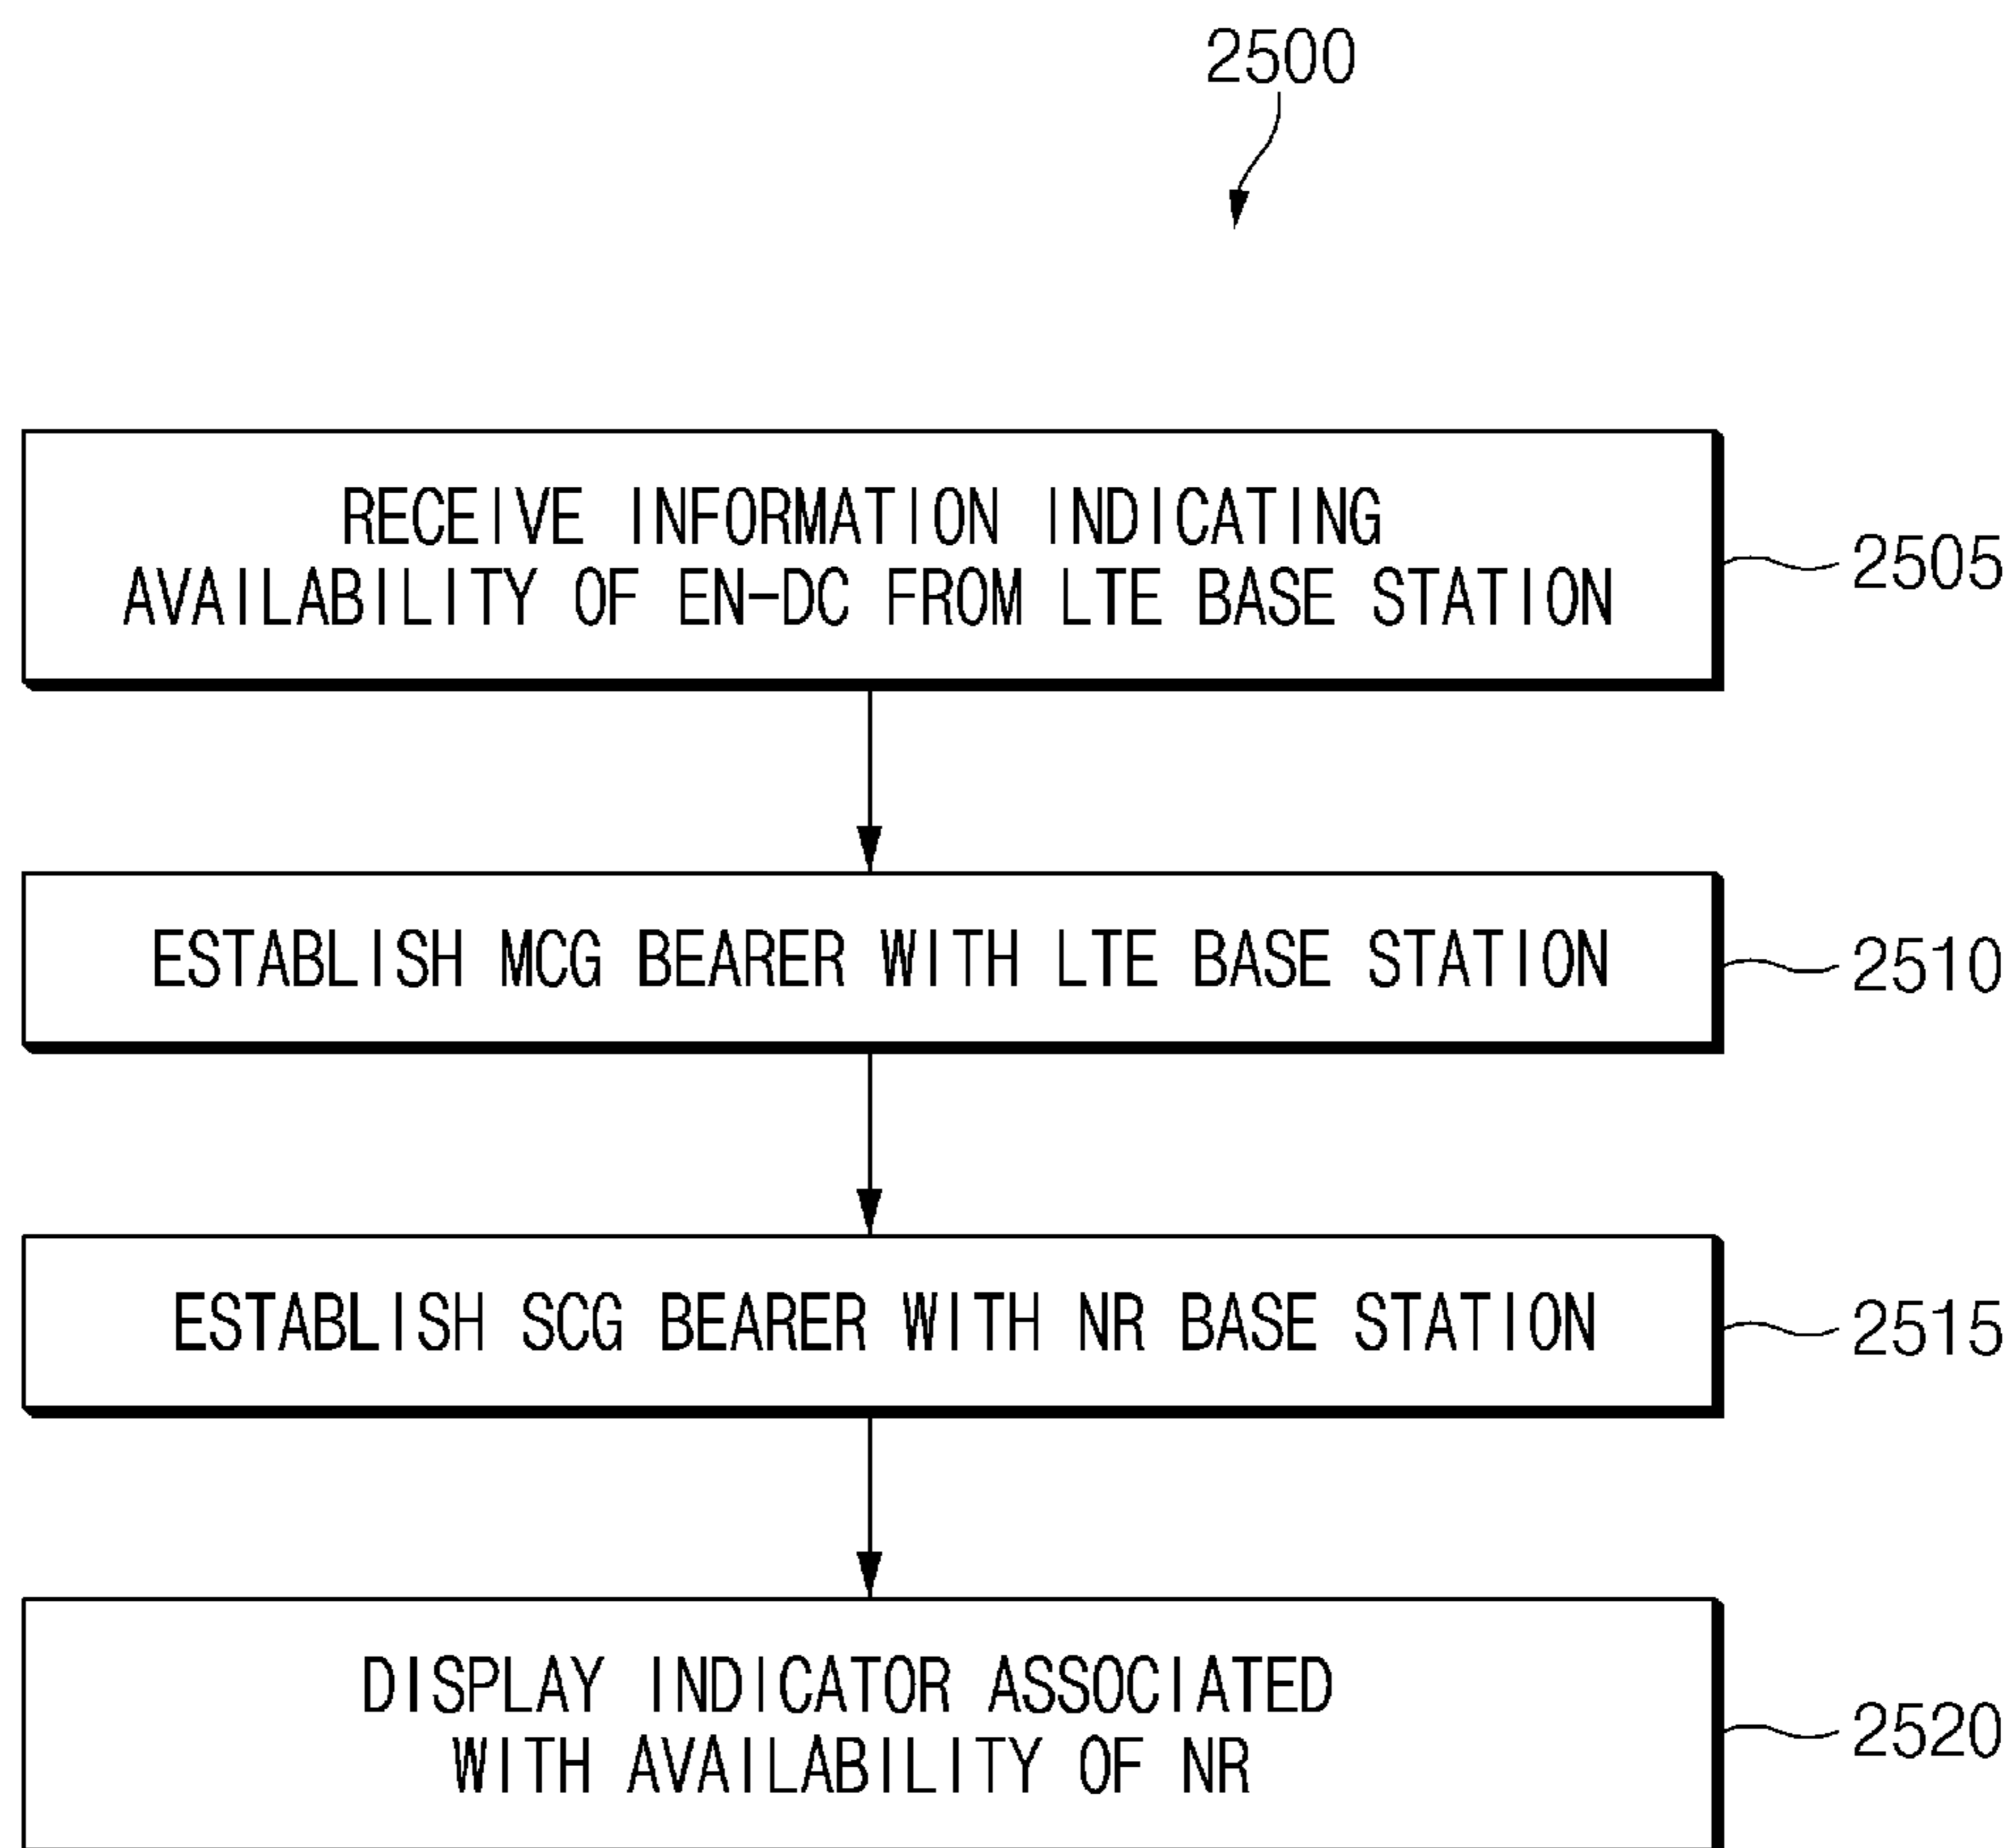 2500
RECEIVE INFORMATION INDICATING
AVAILABILITY OF EN-DC FROM LTE BASE STATION
2505
ESTABLISH MCG BEARER WITH LTE BASE STATION
2510
ESTABLISH SCG BEARER WITH NR BASE STATION
2515
DISPLAY INDICATOR ASSOCIATED
WITH AVAILABILITY OF NR
2520